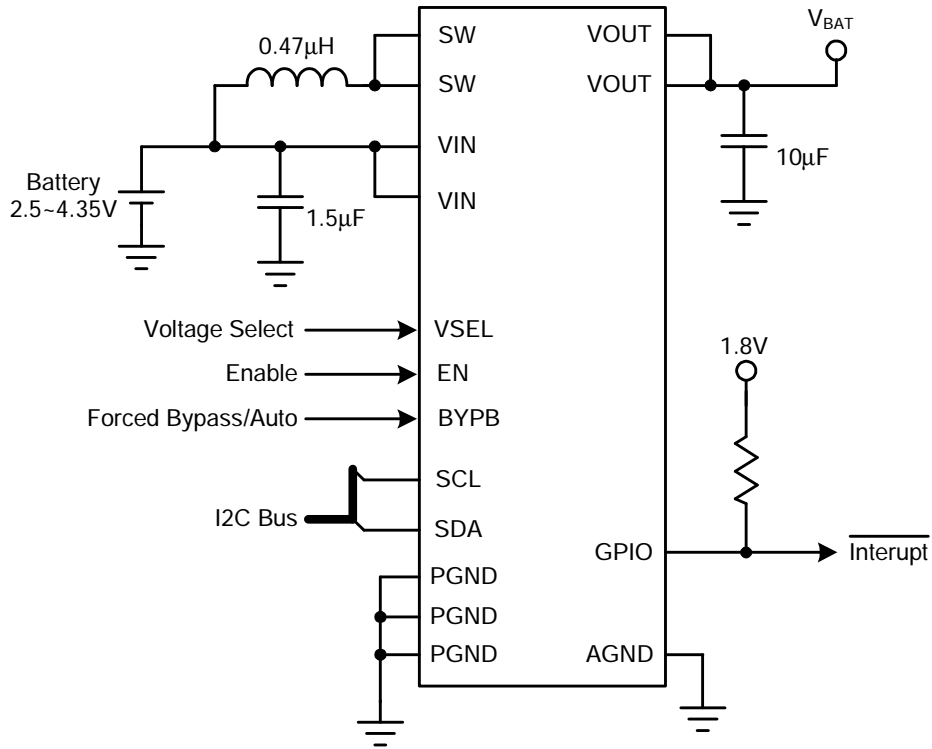 SW
VOUT
V_BAT
0.47μH
SW
VOUT
VIN
10μF
Battery
2.5~4.35V
VIN
1.5μF
Voltage Select
VSEL
1.8V
Enable
EN
Forced Bypass/Auto
BYPB
SCL
I2C Bus
SDA
GPIO
Interupt
PGND
PGND
PGND
AGND